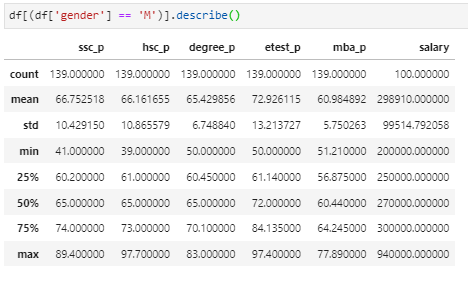 df[(df['gender'] == 'M')].describe()
ssc_p hsc_p degree_p etest_p mba_p salary
count 139.000000 139.000000 139.000000 139.000000 139.000000 100.000000
mean 66.752518 66.161655 65.429856 72.926115 60.984892 298910.000000
std 10.429150 10.865579 6.748840 13.213727 5.750263 99514.792058
min 41.000000 39.000000 50.000000 50.000000 51.210000 200000.000000
25% 60.200000 61.000000 60.450000 61.140000 56.875000 250000.000000
50% 65.000000 65.000000 65.000000 72.000000 60.440000 270000.000000
75% 74.000000 73.000000 70.100000 84.135000 64.245000 300000.000000
max 89.400000 97.700000 83.000000 97.400000 77.890000 940000.000000